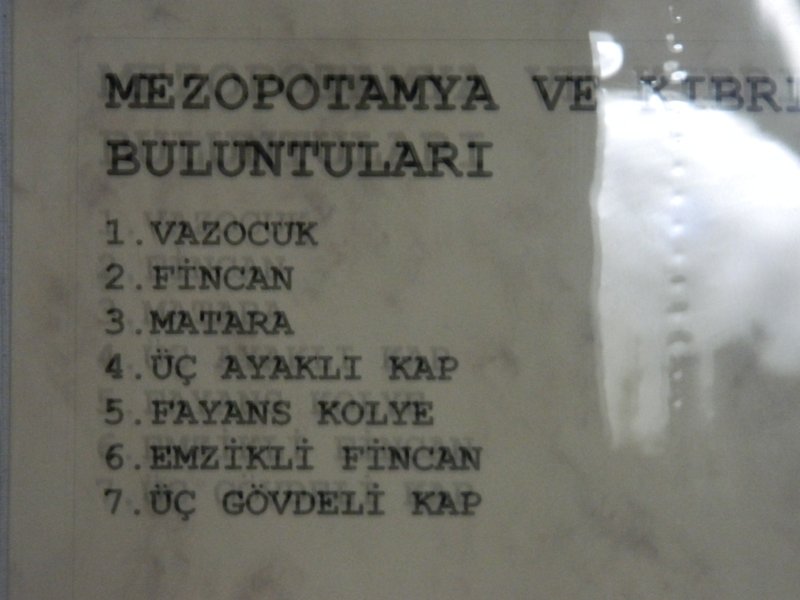 MEZOPOTAMYA VE KIBRI
BULUNTULARI
1.VAZOCUK
2.FİNCAN
3.MATARA
4.ÜÇ AYAKLI KAP
5.FAYANS KOLYE
6.EMZİKLİ FİNCAN
7.ÜÇ GÖVDELİ KAP